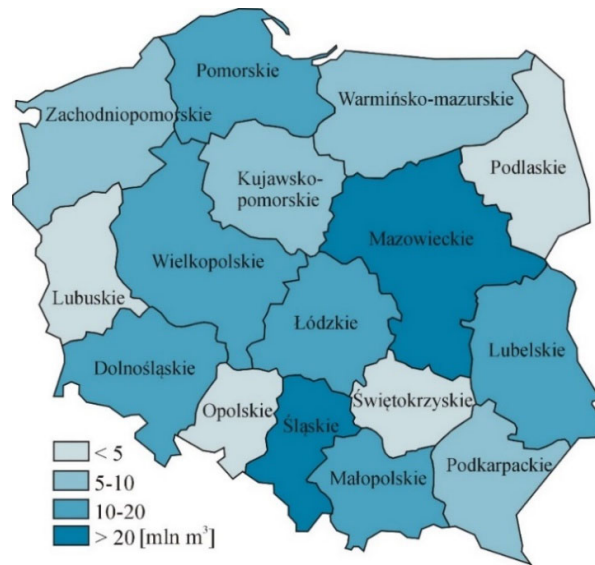 Pomorskie
Warmińsko-mazurskie
Zachodniopomorskie
Podlaskie
Kujawsko-
pomorskie
Mazowieckie
Wielkopolskie
Lubuskie
Łódzkie
Lubelskie
Dolnośląskie
Opolskie
Śląskie
Świętokrzyskie
Małopolskie
Podkarpackie
< 5
5-10
10-20
> 20 [mln m³]